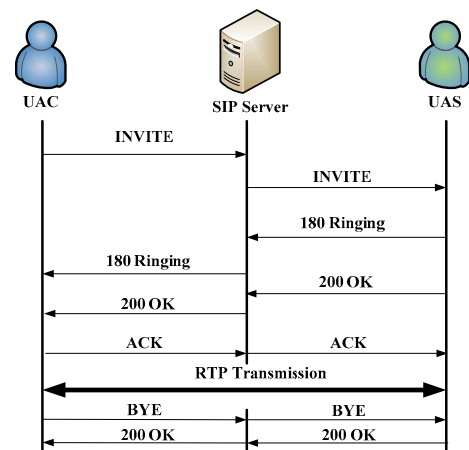 UAC
SIP Server
UAS
INVITE
INVITE
180 Ringing
180 Ringing
200 OK
200 OK
ACK
ACK
RTP Transmission
BYE
BYE
200 OK
200 OK